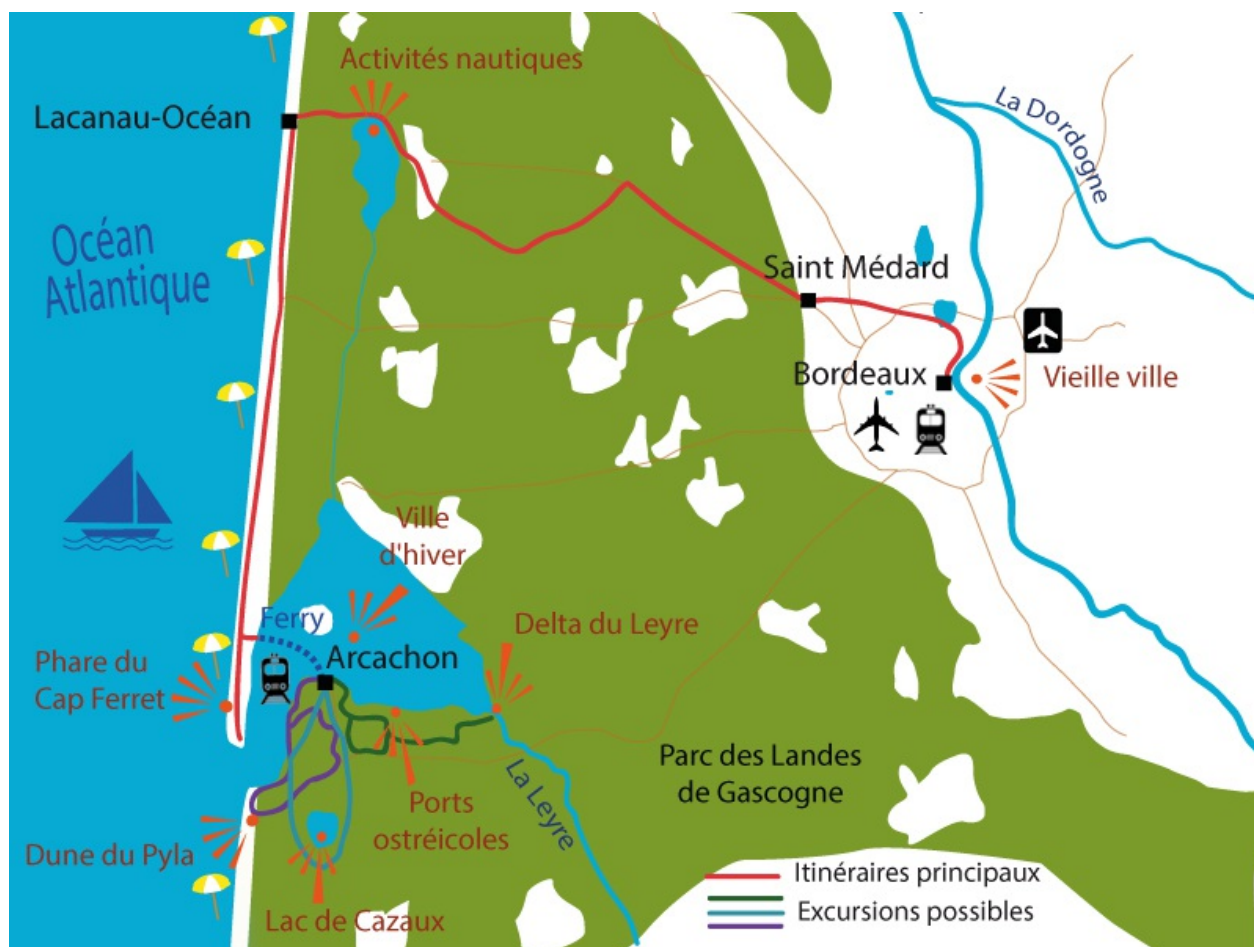 Activités nautiques
Lacanau-Océan
La Dordogne
Océan
Atlantique
Saint Médard
Bordeaux
Vieille ville
Ville
d'hiver
Ferry
Arcachon
Delta du Leyre
Phare du
Cap Ferret
Parc des Landes
de Gascogne
La Leyre
Ports
ostréicoles
Dune du Pyla
Lac de Cazaux
Itinéraires principaux
Excursions possibles